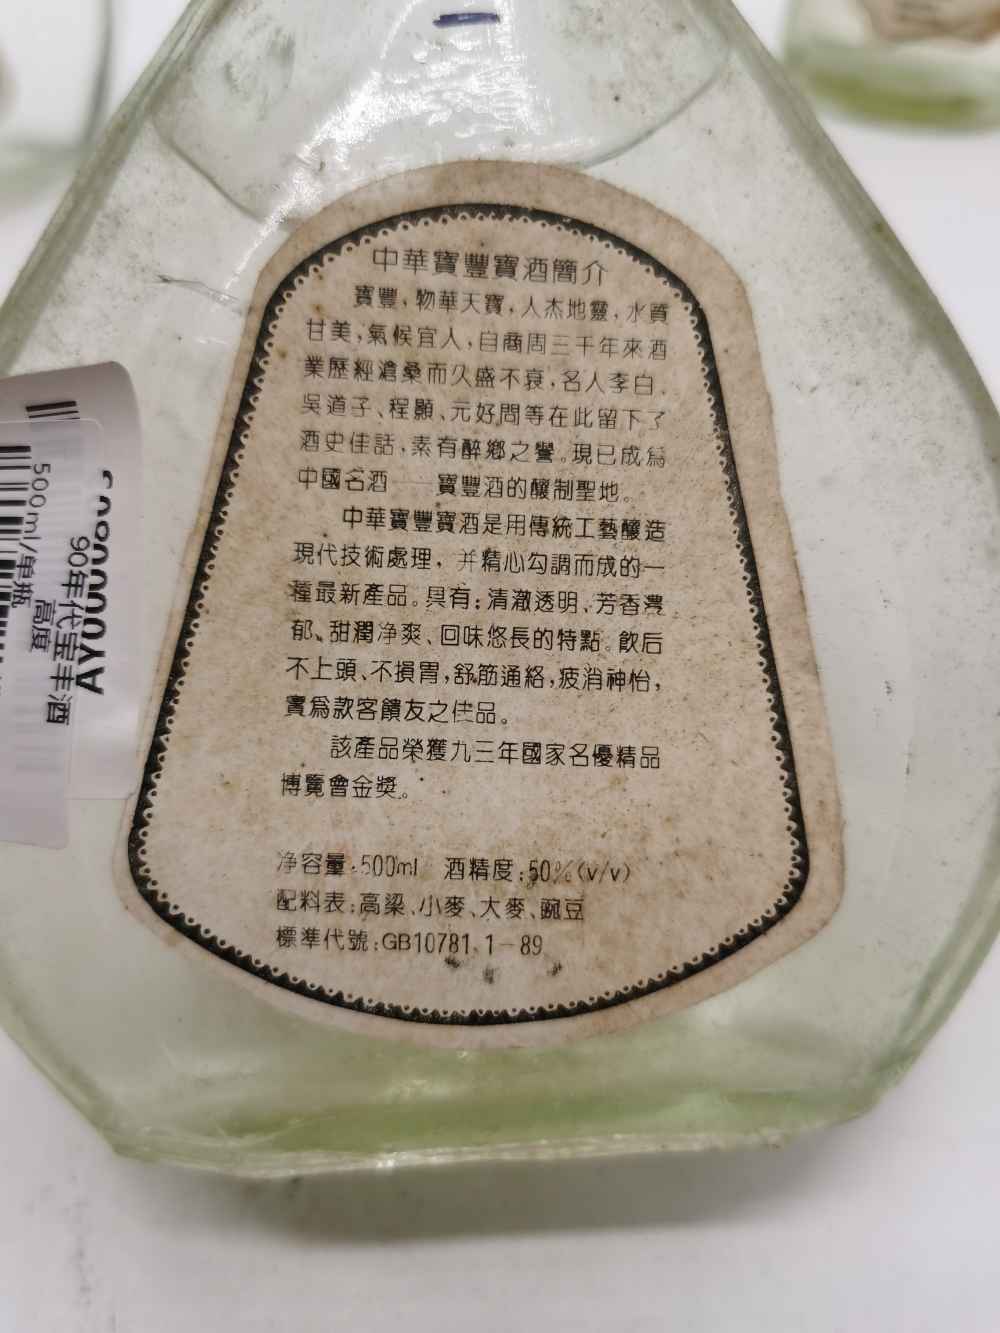 中華寶豐寶酒簡介
寶豐、物華天寶,人杰地靈,水質
甘美,氣候宜人,自商周三千年來酒
業歷經滄桑而久盛不衰,名人李白、
吳道子、程顥、元好問等在此留下了
酒史佳話,素有醉鄉之譽。現已成爲
中國名酒——寶豐酒的釀制聖地。
中華寶豐寶酒是用傳統工藝釀造
現代技術處理,并精心勾調而成的一
種最新產品。具有:清澈透明、芳香濃
郁、甜潤净爽、回味悠長的特點。飲后
不上頭、不損胃,舒筋通絡,疲消神怡,
實爲款客饋友之佳品。
該產品榮獲九三年國家名優精品
博覽會金獎。
净容量:500ml 酒精度:50%(v/v)
配料表:高梁、小麥、大麥、豌豆
標準代號:GB10781.1—89
90年代宝丰酒
高度
500ml/单瓶